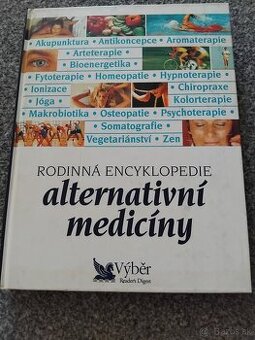 • Akupunktura • Antikoncepce • Aromaterapie •
Arteterapie •
Bioenergetika •
• Fytoterapie • Homeopatie • Hypnoterapie •
• Ionizace • Chiropraxe
• Jóga • Kolorterapie
• Makrobiotika • Osteopatie • Psychoterapie •
• Somatografie •
Vegetariánství • Zen
RODINNÁ ENCYKLOPEDIE
alternativní
medicíny
Výběr
Reader's Digest